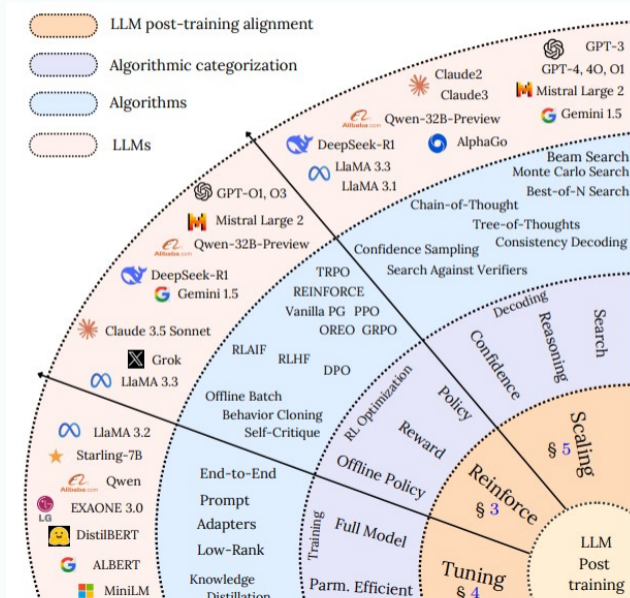 LLM post-training alignment
Algorithmic categorization
Algorithms
LLMs
GPT-3
GPT-4, 4O, O1
Mistral Large 2
Gemini 1.5
Claude2
Claude3
Alibaba.com
Qwen-32B-Preview
AlphaGo
DeepSeek-R1
LlaMA 3.3
LlaMA 3.1
Beam Search
Monte Carlo Search
Best-of-N Search
Chain-of-Thought
Tree-of-Thoughts
Consistency Decoding
Confidence Sampling
Search Against Verifiers
Decoding
Confidence
Reasoning
Search
Scaling
§ 5
GPT-O1, O3
Mistral Large 2
Alibaba.com
Qwen-32B-Preview
DeepSeek-R1
Gemini 1.5
Claude 3.5 Sonnet
Grok
LlaMA 3.3
TRPO
REINFORCE
Vanilla PG PPO
OREO GRPO
RLAIF
RLHF
DPO
Offline Batch
Behavior Cloning
Self-Critique
RL Optimization
Policy
Reward
Offline Policy
Reinforce
§ 3
LlaMA 3.2
Starling-7B
Alibaba.com
Qwen
LG
EXAONE 3.0
DistilBERT
ALBERT
MiniLM
End-to-End
Prompt
Adapters
Low-Rank
Knowledge
Distillation
Training
Full Model
Parm. Efficient
Tuning
§ 4
LLM
Post
training